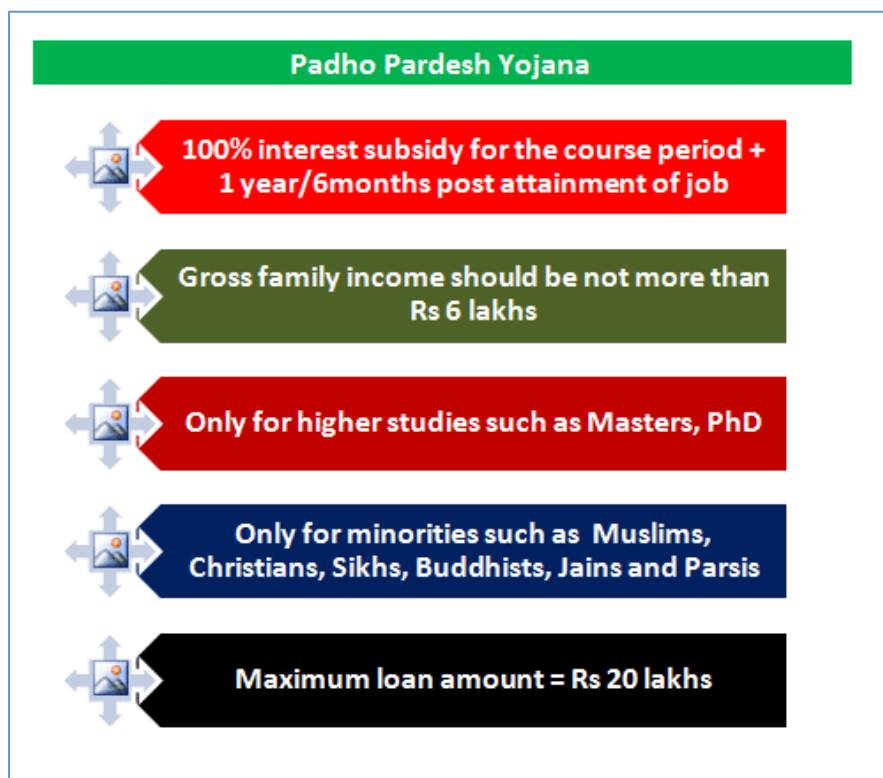 Padho Pardesh Yojana
100% interest subsidy for the course period +
1 year/6months post attainment of job
Gross family income should be not more than
Rs 6 lakhs
Only for higher studies such as Masters, PhD
Only for minorities such as Muslims,
Christians, Sikhs, Buddhists, Jains and Parsis
Maximum loan amount = Rs 20 lakhs